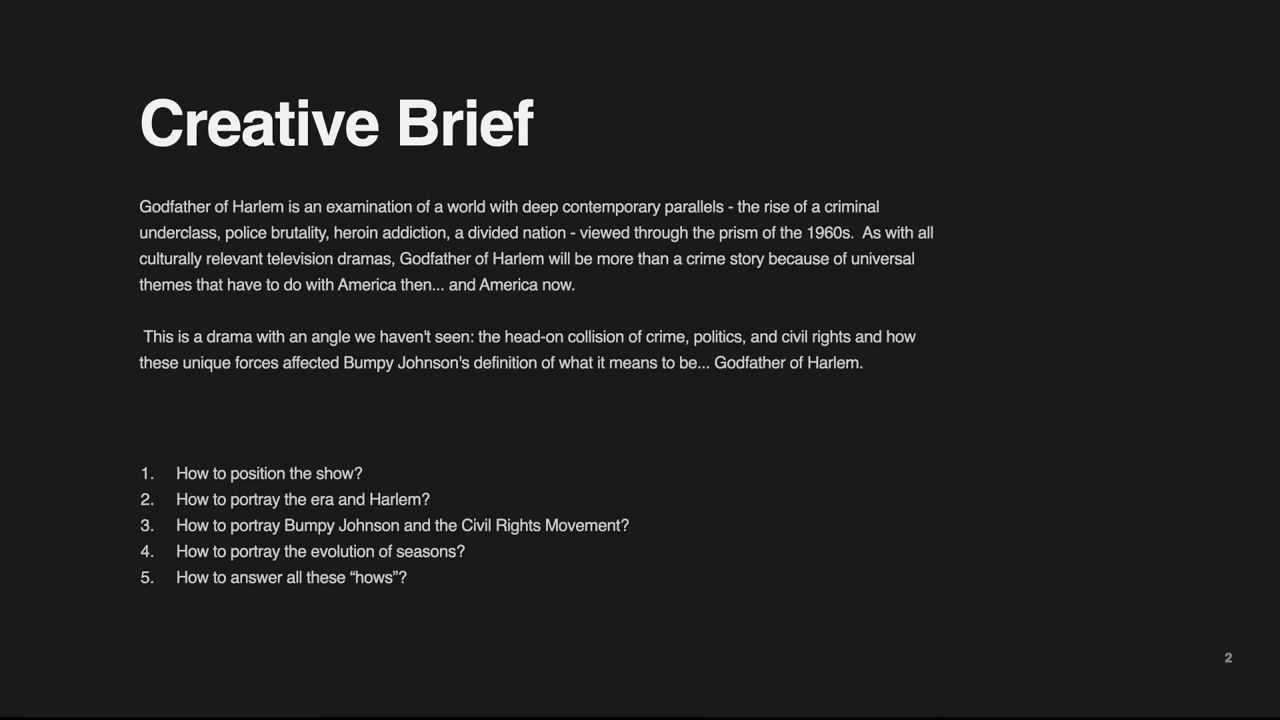 Creative Brief
Godfather of Harlem is an examination of a world with deep contemporary parallels - the rise of a criminal
underclass, police brutality, heroin addiction, a divided nation - viewed through the prism of the 1960s.  As with all
culturally relevant television dramas, Godfather of Harlem will be more than a crime story because of universal
themes that have to do with America then... and America now.
This is a drama with an angle we haven't seen: the head-on collision of crime, politics, and civil rights and how
these unique forces affected Bumpy Johnson's definition of what it means to be... Godfather of Harlem.
1. How to position the show?
2. How to portray the era and Harlem?
3. How to portray Bumpy Johnson and the Civil Rights Movement?
4. How to portray the evolution of seasons?
5. How to answer all these “hows”?
2